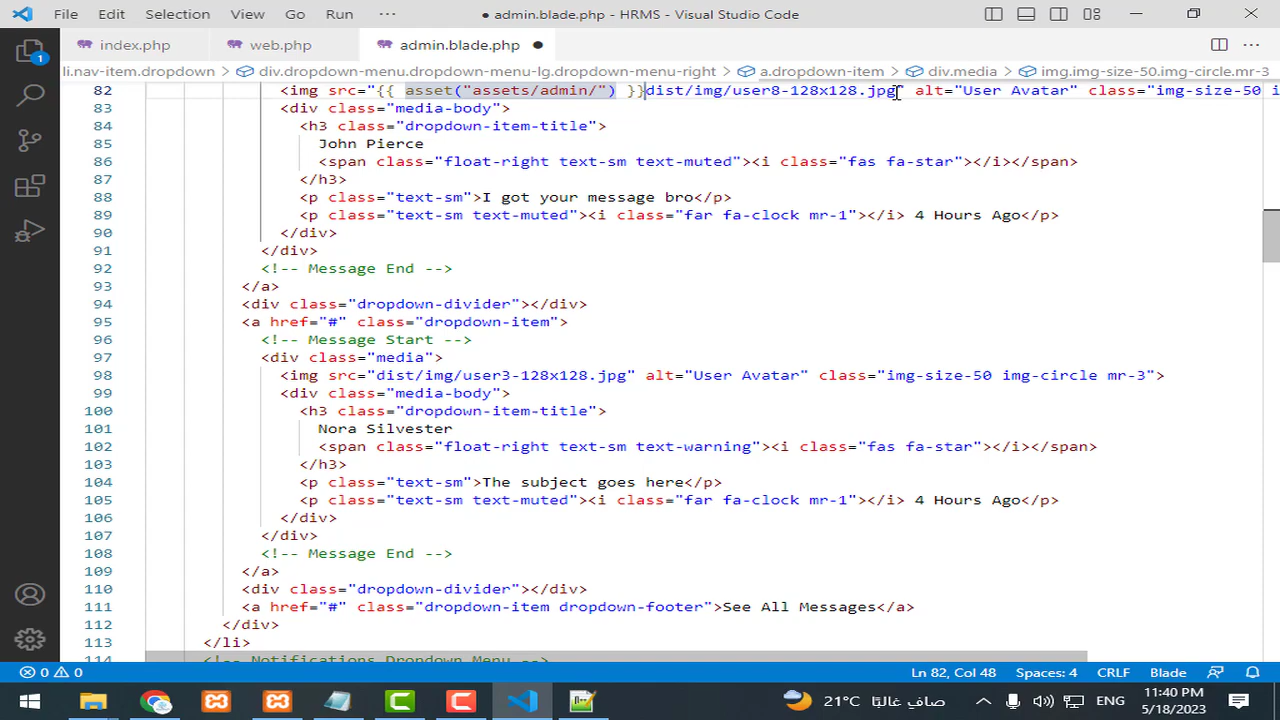 File Edit Selection View Go Run ··· ● admin.blade.php - HRMS - Visual Studio Code
index.php web.php admin.blade.php ●
li.nav-item.dropdown > div.dropdown-menu.dropdown-menu-lg.dropdown-menu-right > a.dropdown-item > div.media > img.img-size-50.img-circle.mr-3
82 <img src="{{ asset("assets/admin/") }}dist/img/user8-128x128.jpg" alt="User Avatar" class="img-size-50 i
83 <div class="media-body">
84 <h3 class="dropdown-item-title">
85 John Pierce
86 <span class="float-right text-sm text-muted"><i class="fas fa-star"></i></span>
87 </h3>
88 <p class="text-sm">I got your message bro</p>
89 <p class="text-sm text-muted"><i class="far fa-clock mr-1"></i> 4 Hours Ago</p>
90 </div>
91 </div>
92 <!-- Message End -->
93 </a>
94 <div class="dropdown-divider"></div>
95 <a href="#" class="dropdown-item">
96 <!-- Message Start -->
97 <div class="media">
98 <img src="dist/img/user3-128x128.jpg" alt="User Avatar" class="img-size-50 img-circle mr-3">
99 <div class="media-body">
100 <h3 class="dropdown-item-title">
101 Nora Silvester
102 <span class="float-right text-sm text-warning"><i class="fas fa-star"></i></span>
103 </h3>
104 <p class="text-sm">The subject goes here</p>
105 <p class="text-sm text-muted"><i class="far fa-clock mr-1"></i> 4 Hours Ago</p>
106 </div>
107 </div>
108 <!-- Message End -->
109 </a>
110 <div class="dropdown-divider"></div>
111 <a href="#" class="dropdown-item dropdown-footer">See All Messages</a>
112 </div>
113 </li>
114 <!-- Notifications Dropdown Menu -->
0 0 Ln 82, Col 48 Spaces: 4 CRLF Blade
21°C صافٍ غالبًا ENG 11:40 PM
5/18/2023